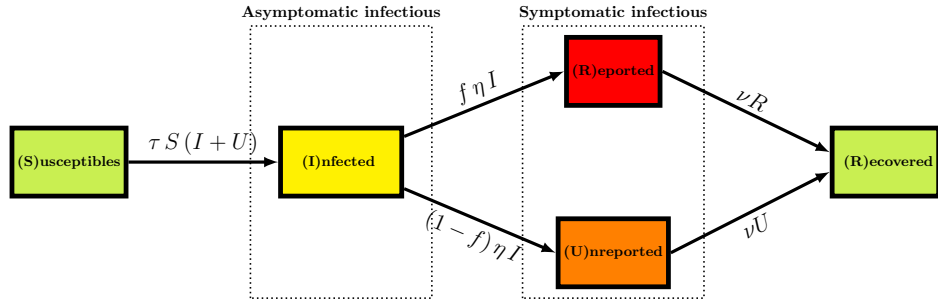 Asymptomatic infectious
Symptomatic infectious
(R)eported
f η I
ν R
τ S (I + U)
(S)usceptibles
(I)nfected
(R)ecovered
(1 − f) η I
ν U
(U)nreported